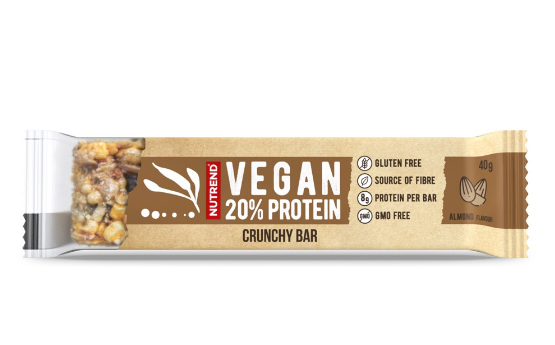 NUTREND
VEGAN
20% PROTEIN
CRUNCHY BAR
GLUTEN FREE
SOURCE OF FIBRE
8g PROTEIN PER BAR
GMO GMO FREE
40g
ALMOND FLAVOUR